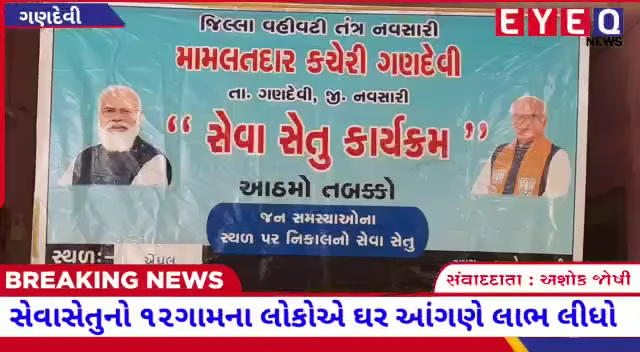 ગણદેવી
EYEQ
NEWS
જિલ્લા વહીવટી તંત્ર નવસારી
મામલતદાર કચેરી ગણદેવી
તા. ગણદેવી, જી. નવસારી
“ સેવા સેતુ કાર્યક્રમ ”
આઠમો તબક્કો
જન સમસ્યાઓના
સ્થળ પર નિકાલનો સેવા સેતુ
સ્થળ:- એંધલ
BREAKING NEWS
સંવાદદાતા : અશોક જોષી
સેવાસેતુનો ૧૨ગામના લોકોએ ઘર આંગણે લાભ લીધો